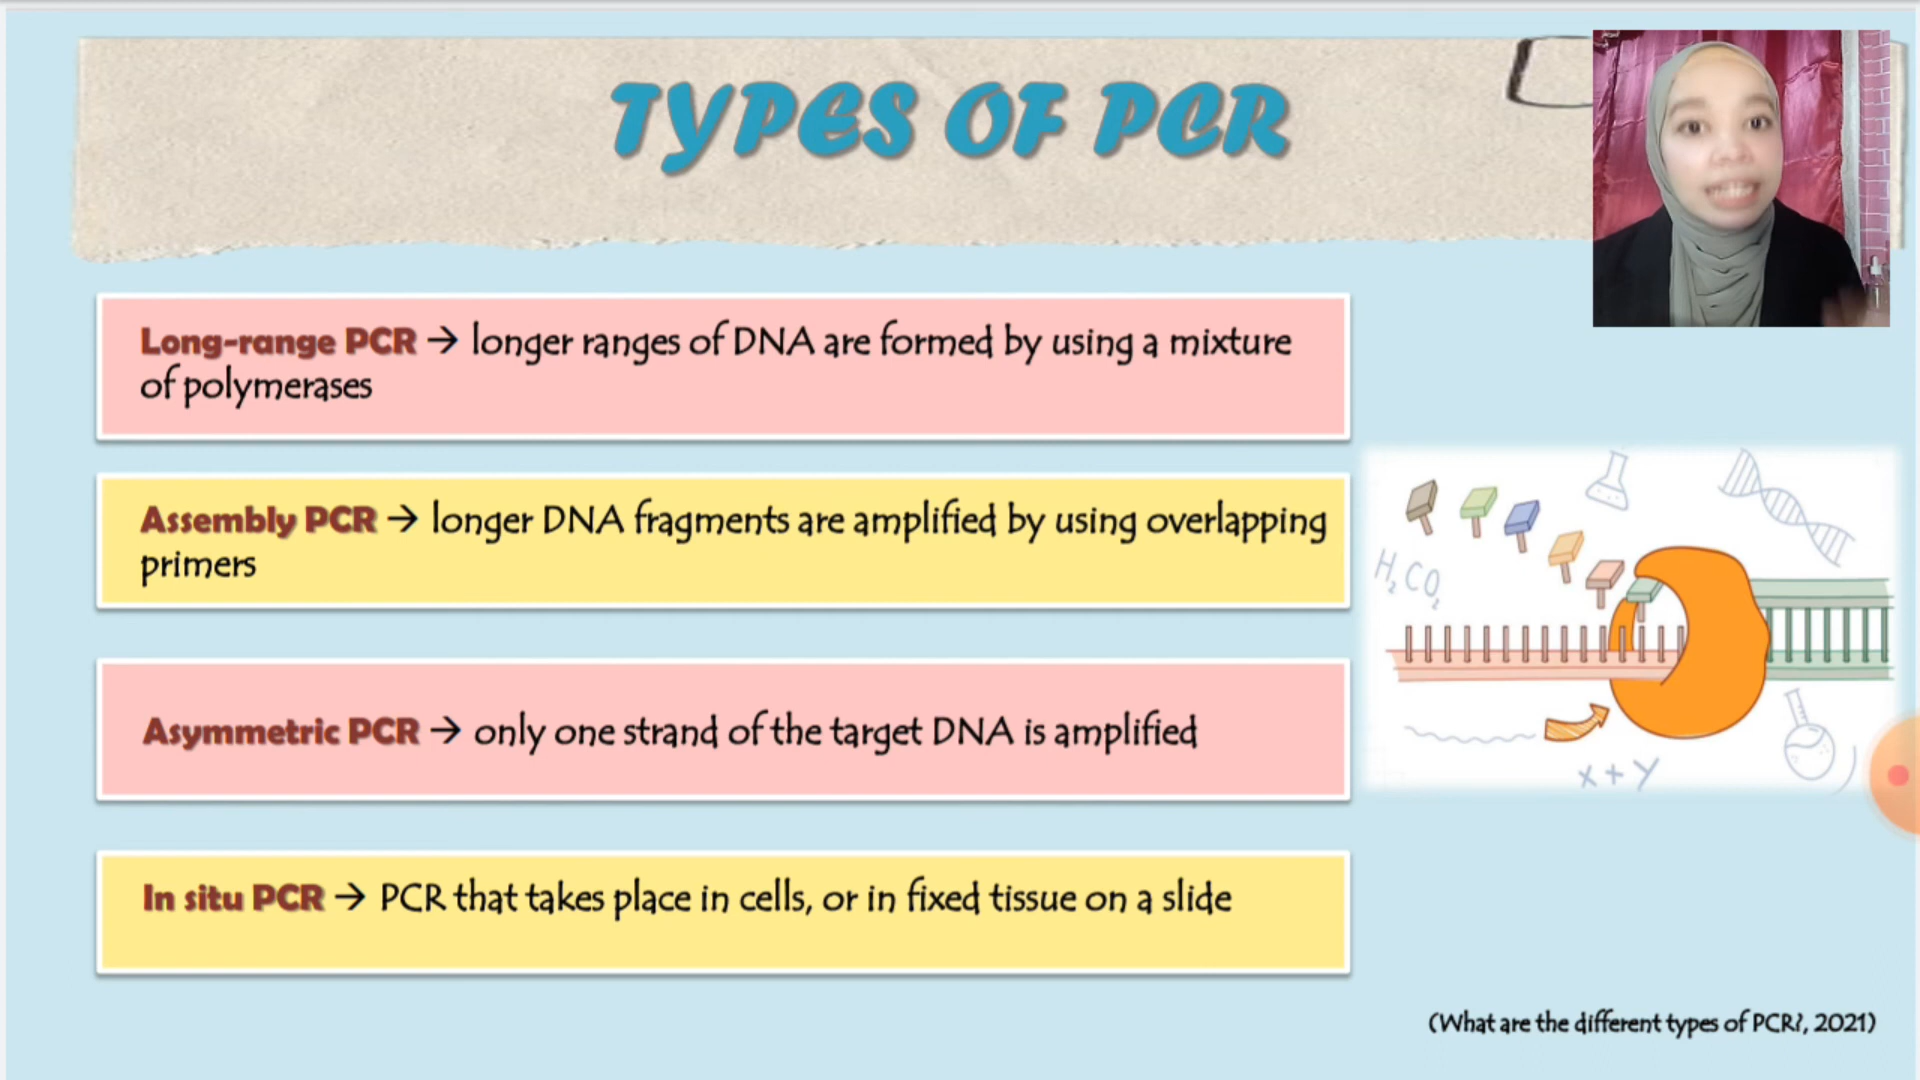 TYPES OF PCR
Long-range PCR → longer ranges of DNA are formed by using a mixture
of polymerases
Assembly PCR → longer DNA fragments are amplified by using overlapping
primers
H₂CO₂
Asymmetric PCR → only one strand of the target DNA is amplified
x + y
In situ PCR → PCR that takes place in cells, or in fixed tissue on a slide
(What are the different types of PCR?, 2021)